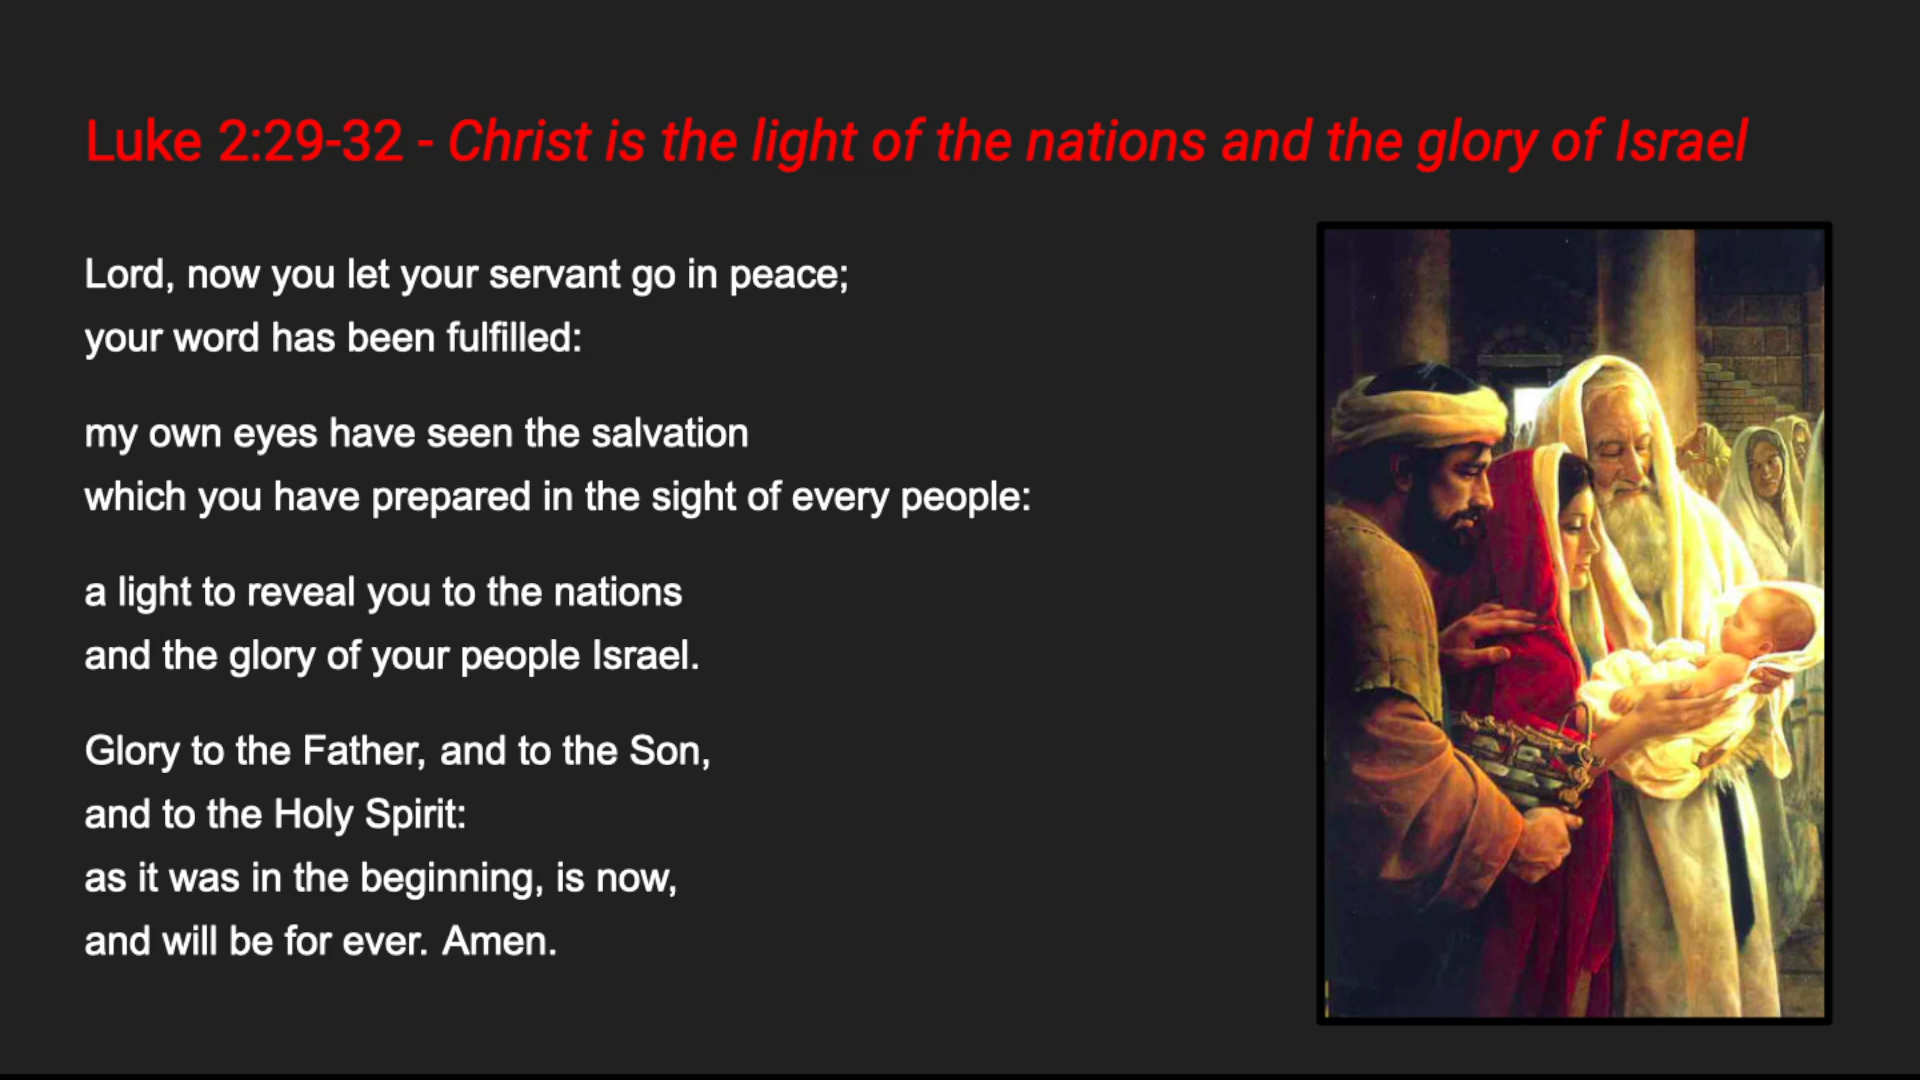 Luke 2:29-32 - Christ is the light of the nations and the glory of Israel
Lord, now you let your servant go in peace;
your word has been fulfilled:
my own eyes have seen the salvation
which you have prepared in the sight of every people:
a light to reveal you to the nations
and the glory of your people Israel.
Glory to the Father, and to the Son,
and to the Holy Spirit:
as it was in the beginning, is now,
and will be for ever. Amen.